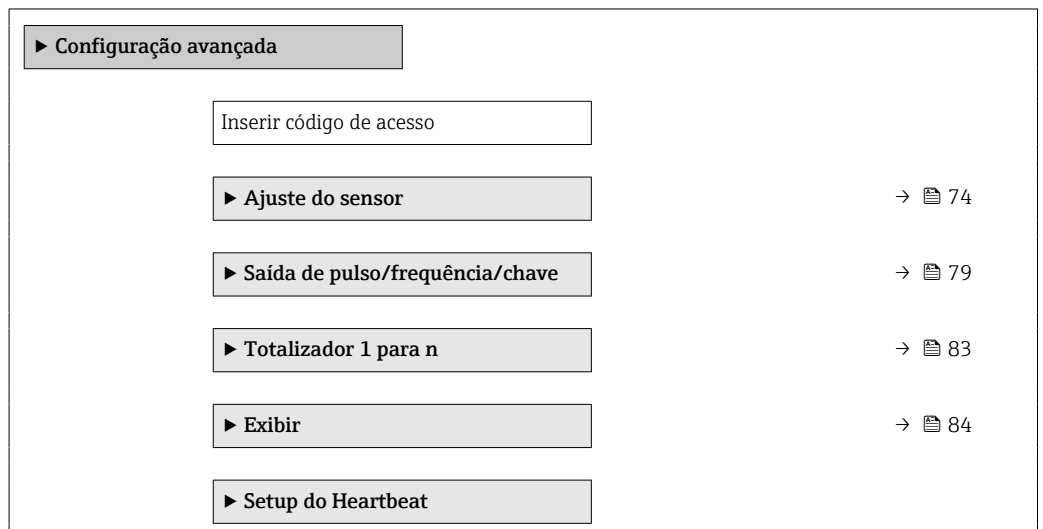 ► Configuração avançada
Inserir código de acesso
► Ajuste do sensor → 74
► Saída de pulso/frequência/chave → 79
► Totalizador 1 para n → 83
► Exibir → 84
► Setup do Heartbeat